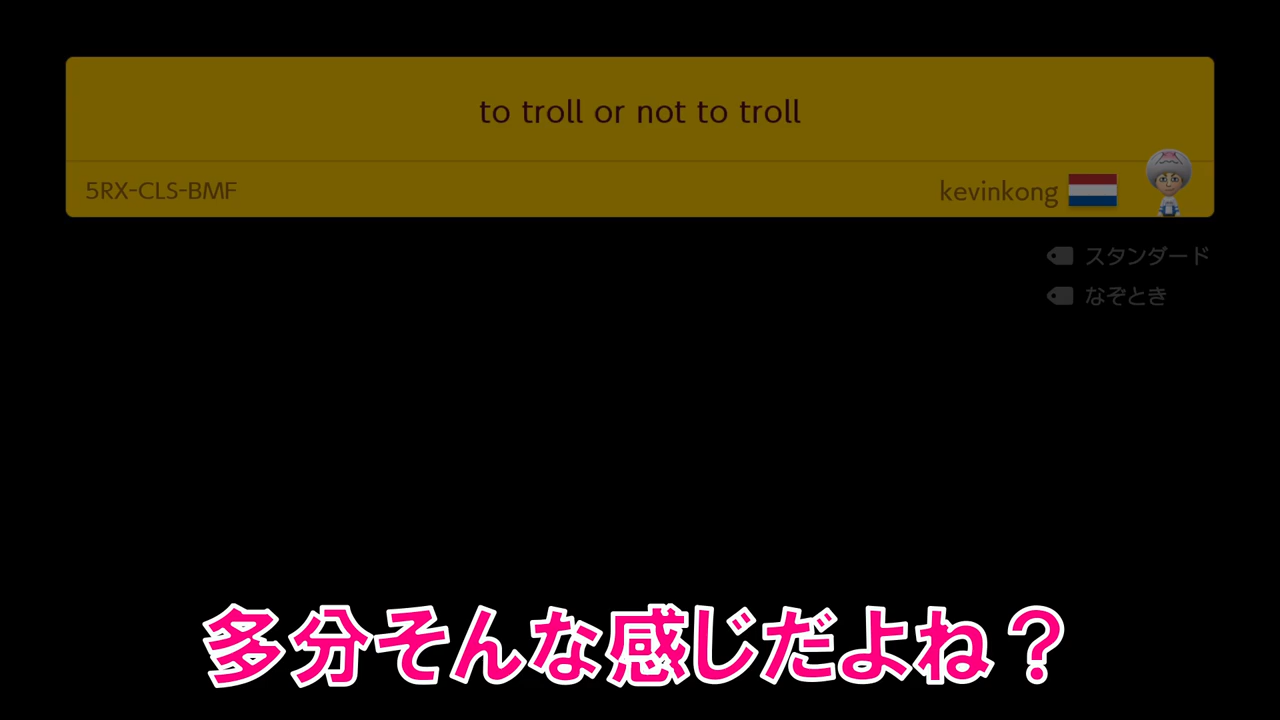 to troll or not to troll
5RX-CLS-BMF
kevinkong
スタンダード
なぞとき
多分そんな感じだよね？